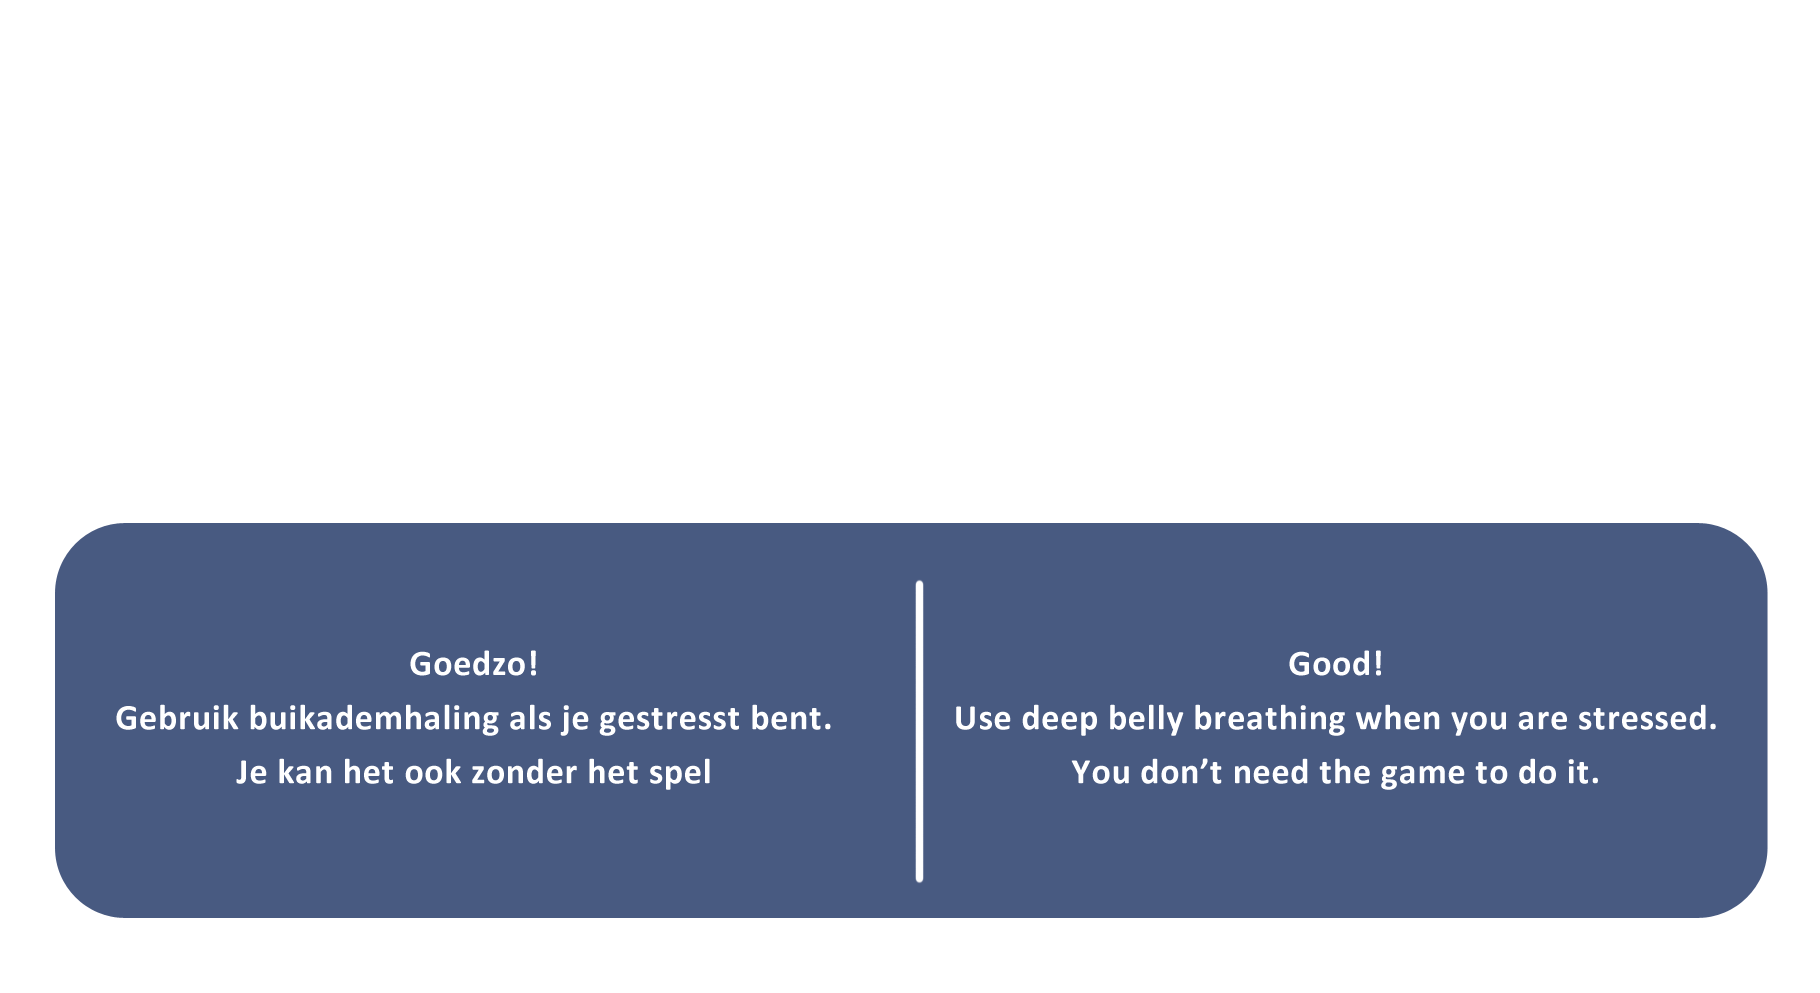 Goedzo!
Gebruik buikademhaling als je gestresst bent.
Je kan het ook zonder het spel
Good!
Use deep belly breathing when you are stressed.
You don’t need the game to do it.